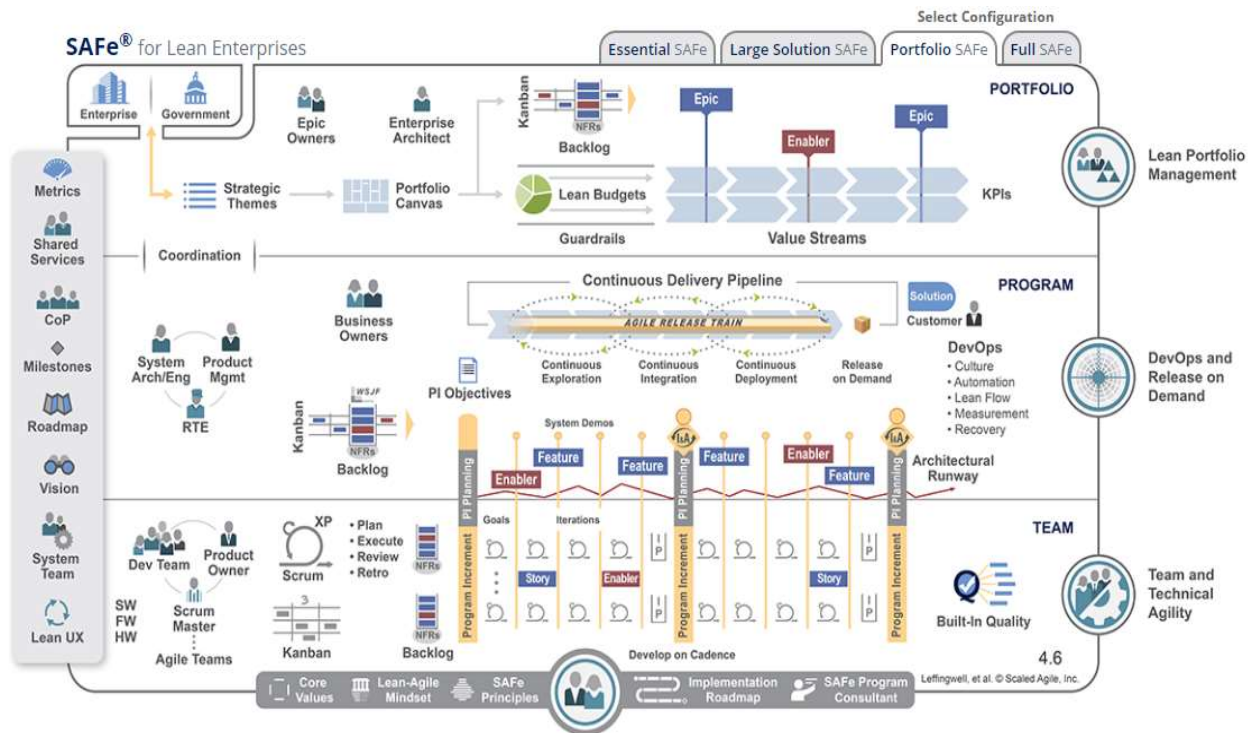 Select Configuration
SAFe® for Lean Enterprises
Essential SAFe
Large Solution SAFe
Portfolio SAFe
Full SAFe
Enterprise
Government
PORTFOLIO
Epic
Owners
Enterprise
Architect
Kanban
NFRs
Backlog
Epic
Enabler
Epic
Strategic
Themes
Portfolio
Canvas
Lean Budgets
Guardrails
Value Streams
KPIs
Lean Portfolio
Management
Metrics
Shared
Services
CoP
Milestones
Roadmap
Vision
System
Team
Lean UX
Coordination
PROGRAM
Business
Owners
Continuous Delivery Pipeline
AGILE RELEASE TRAIN
Solution
Customer
Continuous
Exploration
Continuous
Integration
Continuous
Deployment
Release
on Demand
DevOps
• Culture
• Automation
• Lean Flow
• Measurement
• Recovery
DevOps and
Release on
Demand
System
Arch/Eng
Product
Mgmt
RTE
Kanban
WSJF
NFRs
Backlog
PI Objectives
System Demos
I&A
I&A
Enabler
Feature
Feature
Feature
Enabler
Feature
Architectural
Runway
PI Planning
PI Planning
PI Planning
TEAM
Dev Team
Product
Owner
Scrum
Master
Agile Teams
SW
FW
HW
XP
Scrum
• Plan
• Execute
• Review
• Retro
Kanban
3
NFRs
NFRs
Backlog
Goals
Iterations
Program Increment
Program Increment
Program Increment
Story
Enabler
Story
I
P
I
P
I
P
I
P
Develop on Cadence
Built-In Quality
Team and
Technical
Agility
4.6
Leffingwell, et al. © Scaled Agile, Inc.
Core
Values
Lean-Agile
Mindset
SAFe
Principles
Implementation
Roadmap
SAFe Program
Consultant